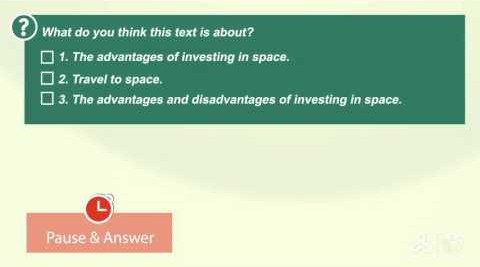 ?
What do you think this text is about?
1. The advantages of investing in space.
2. Travel to space.
3. The advantages and disadvantages of investing in space.
Pause & Answer